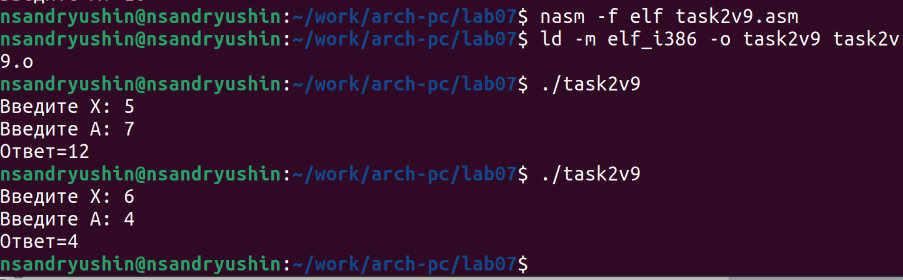 nsandryushin@nsandryushin:~/work/arch-pc/lab07$ nasm -f elf task2v9.asm
nsandryushin@nsandryushin:~/work/arch-pc/lab07$ ld -m elf_i386 -o task2v9 task2v
9.o
nsandryushin@nsandryushin:~/work/arch-pc/lab07$ ./task2v9
Введите X: 5
Введите A: 7
Ответ=12
nsandryushin@nsandryushin:~/work/arch-pc/lab07$ ./task2v9
Введите X: 6
Введите A: 4
Ответ=4
nsandryushin@nsandryushin:~/work/arch-pc/lab07$